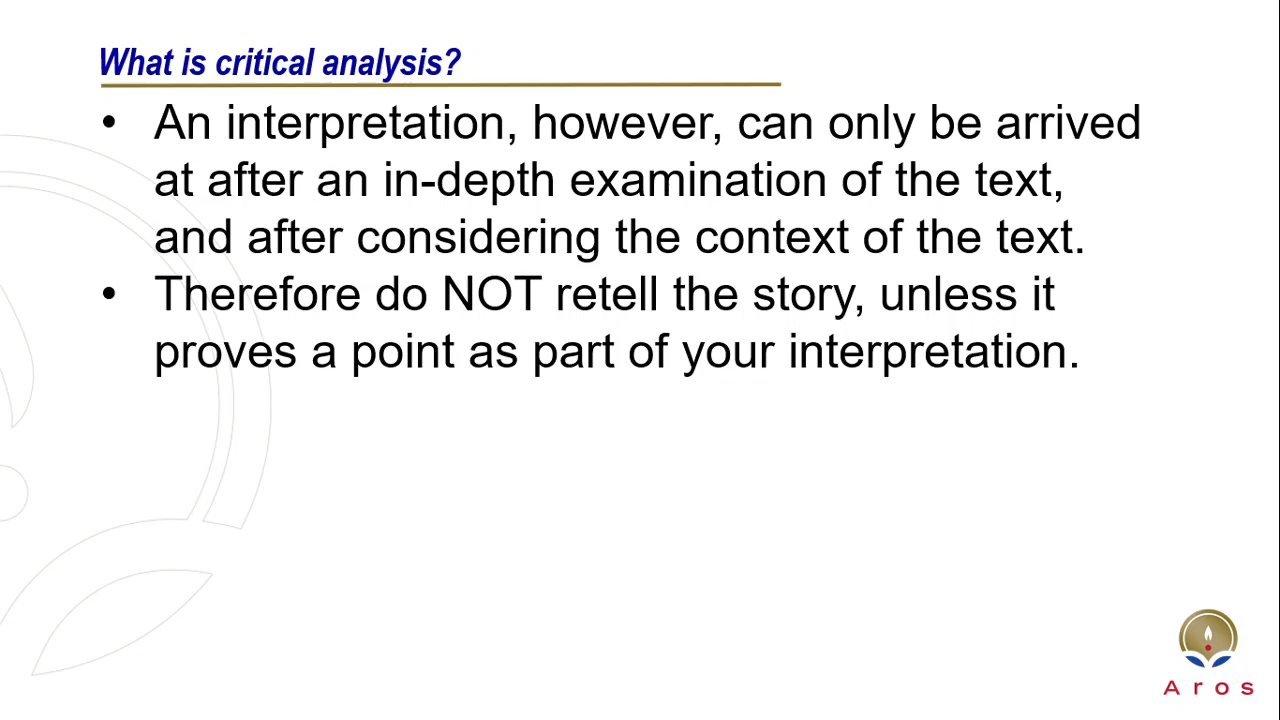 What is critical analysis?
• An interpretation, however, can only be arrived
at after an in-depth examination of the text,
and after considering the context of the text.
• Therefore do NOT retell the story, unless it
proves a point as part of your interpretation.
Aros